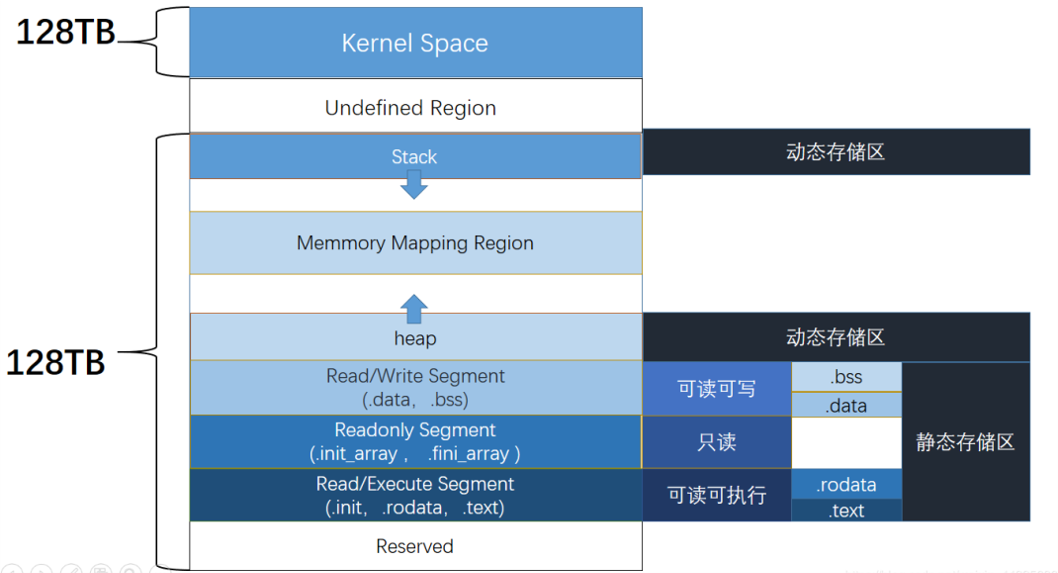 128TB
Kernel Space
Undefined Region
Stack
动态存储区
Memmory Mapping Region
heap
动态存储区
128TB
Read/Write Segment
(.data, .bss)
可读可写
.bss
.data
Readonly Segment
(.init_array , .fini_array )
只读
静态存储区
Read/Execute Segment
(.init, .rodata, .text)
可读可执行
.rodata
.text
Reserved